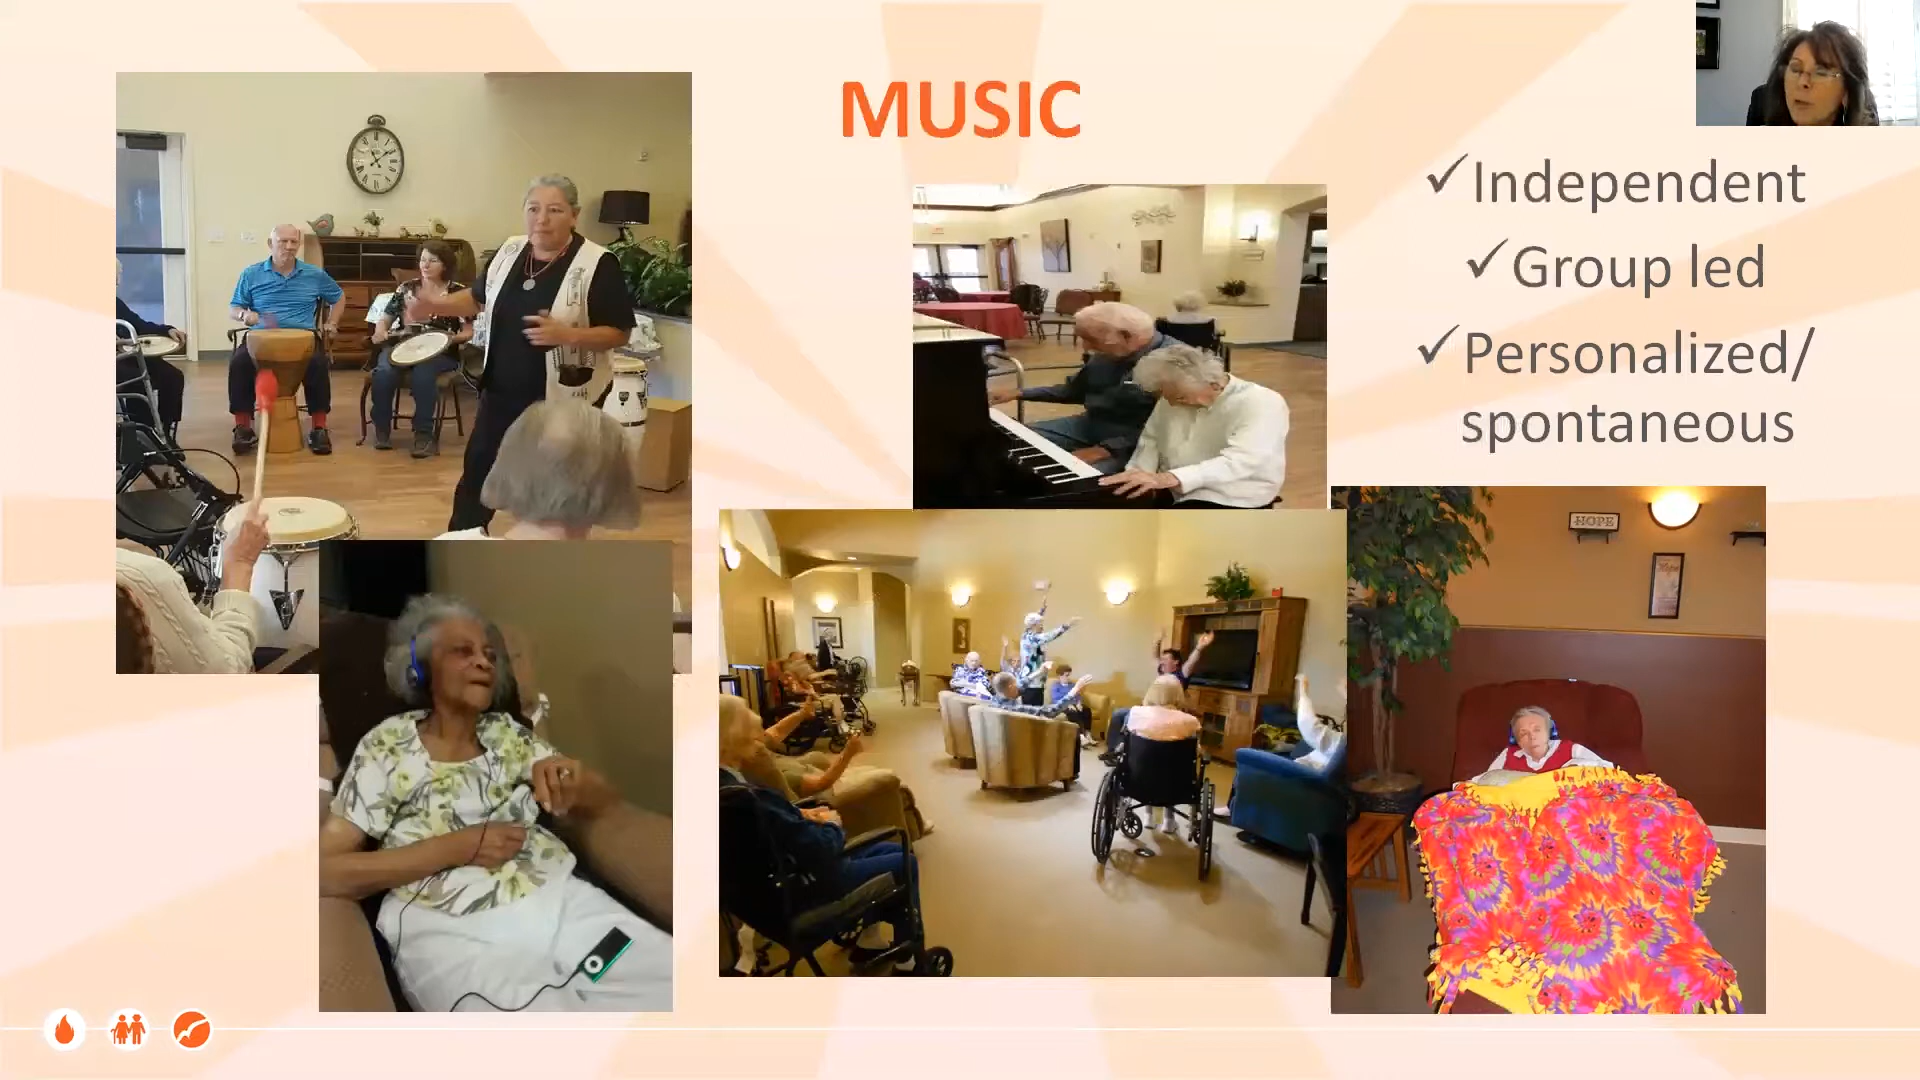 MUSIC
✓Independent
✓Group led
✓Personalized/
spontaneous
HOPE